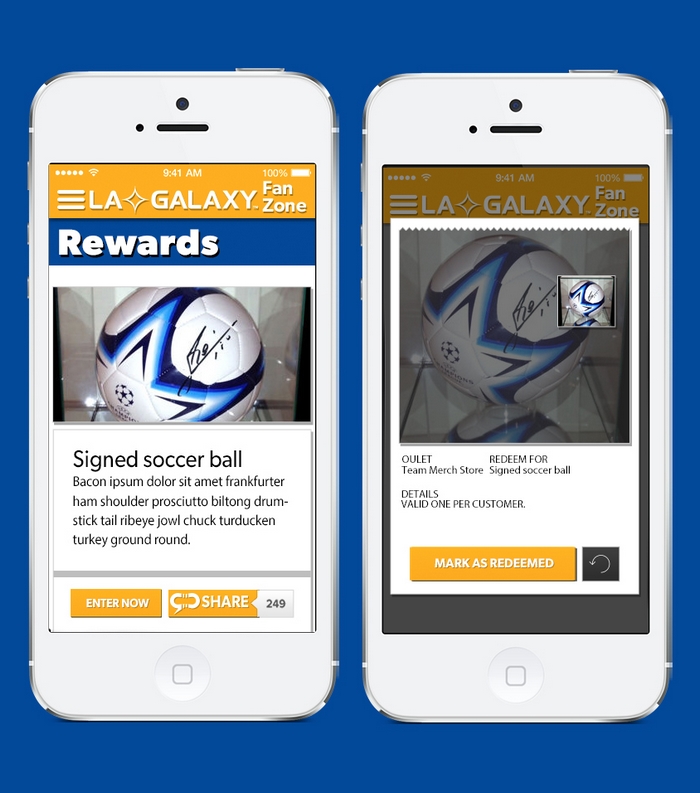 9:41 AM 100%
LA GALAXY Fan Zone
Rewards
Signed soccer ball
Bacon ipsum dolor sit amet frankfurter
ham shoulder prosciutto biltong drum-
stick tail ribeye jowl chuck turducken
turkey ground round.
ENTER NOW SHARE 249
9:41 AM 100%
LA GALAXY Fan Zone
OULET REDEEM FOR
Team Merch Store Signed soccer ball
DETAILS
VALID ONE PER CUSTOMER.
MARK AS REDEEMED